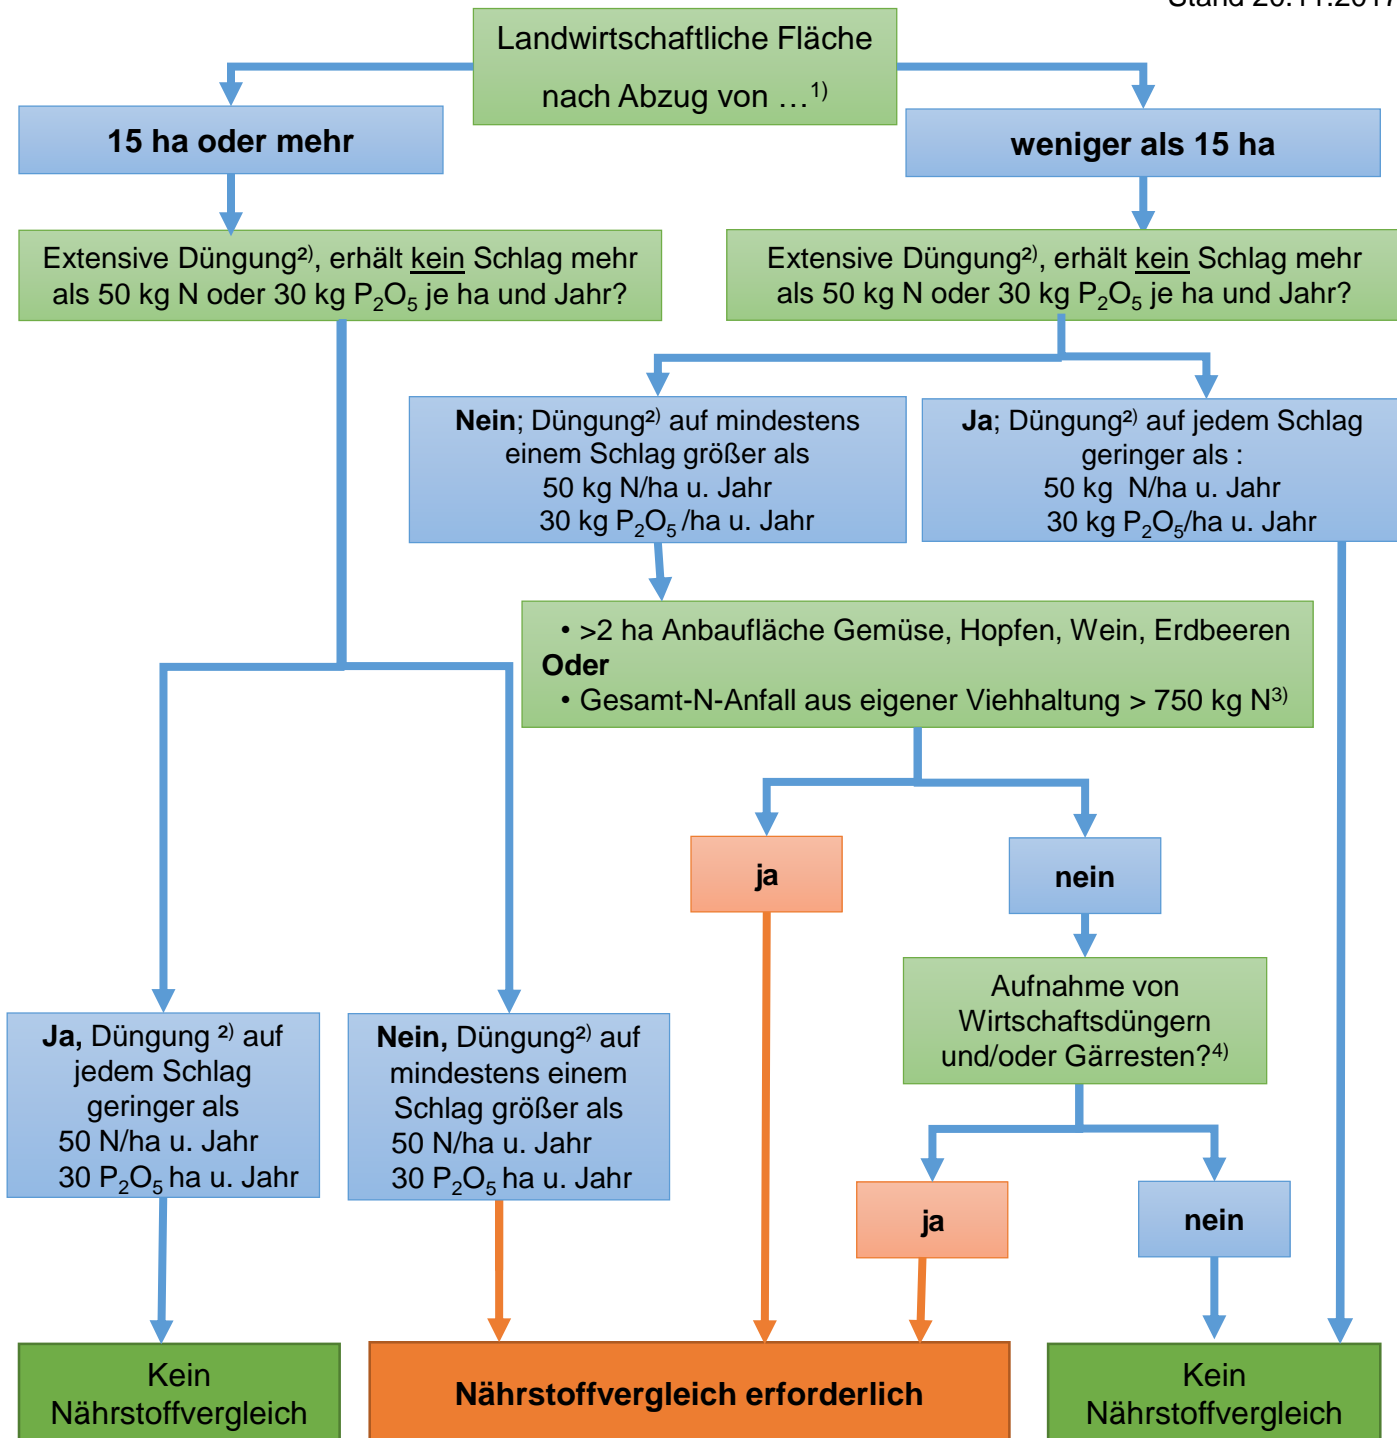 Stand 20.11.2017
Landwirtschaftliche Fläche
nach Abzug von …1)
15 ha oder mehr
weniger als 15 ha
Extensive Düngung²⁾, erhält kein Schlag mehr
als 50 kg N oder 30 kg P₂O₅ je ha und Jahr?
Extensive Düngung²⁾, erhält kein Schlag mehr
als 50 kg N oder 30 kg P₂O₅ je ha und Jahr?
Nein; Düngung²⁾ auf mindestens
einem Schlag größer als
50 kg N/ha u. Jahr
30 kg P₂O₅ /ha u. Jahr
Ja; Düngung²⁾ auf jedem Schlag
geringer als :
50 kg N/ha u. Jahr
30 kg P₂O₅/ha u. Jahr
• >2 ha Anbaufläche Gemüse, Hopfen, Wein, Erdbeeren
Oder
• Gesamt-N-Anfall aus eigener Viehhaltung > 750 kg N³⁾
ja
nein
Aufnahme von
Wirtschaftsdüngern
und/oder Gärresten?⁴⁾
Ja, Düngung ²⁾ auf
jedem Schlag
geringer als
50 N/ha u. Jahr
30 P₂O₅ ha u. Jahr
Nein, Düngung²⁾ auf
mindestens einem
Schlag größer als
50 N/ha u. Jahr
30 P₂O₅ ha u. Jahr
ja
nein
Kein
Nährstoffvergleich
Nährstoffvergleich erforderlich
Kein
Nährstoffvergleich